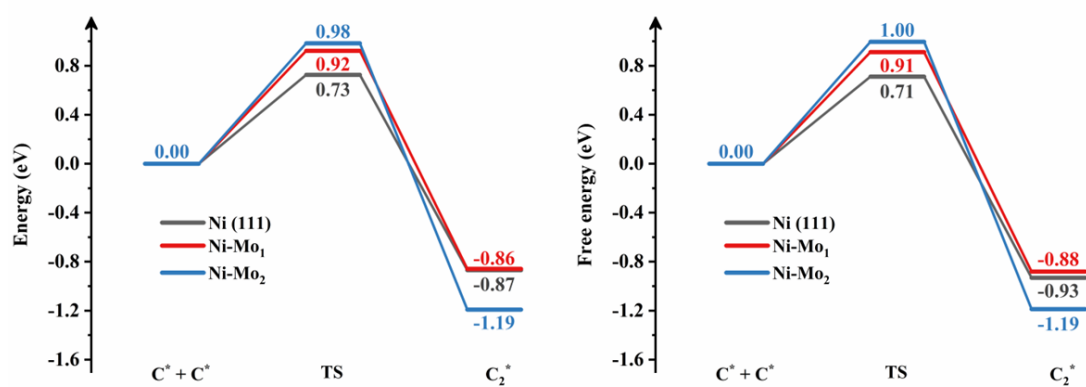 Energy (eV)
0.8
0.4
0.0
-0.4
-0.8
-1.2
-1.6
0.00
0.98
0.92
0.73
-0.86
-0.87
-1.19
Ni (111)
Ni-Mo₁
Ni-Mo₂
C* + C*
TS
C₂*
Free energy (eV)
0.8
0.4
0.0
-0.4
-0.8
-1.2
-1.6
0.00
1.00
0.91
0.71
-0.88
-0.93
-1.19
Ni (111)
Ni-Mo₁
Ni-Mo₂
C* + C*
TS
C₂*